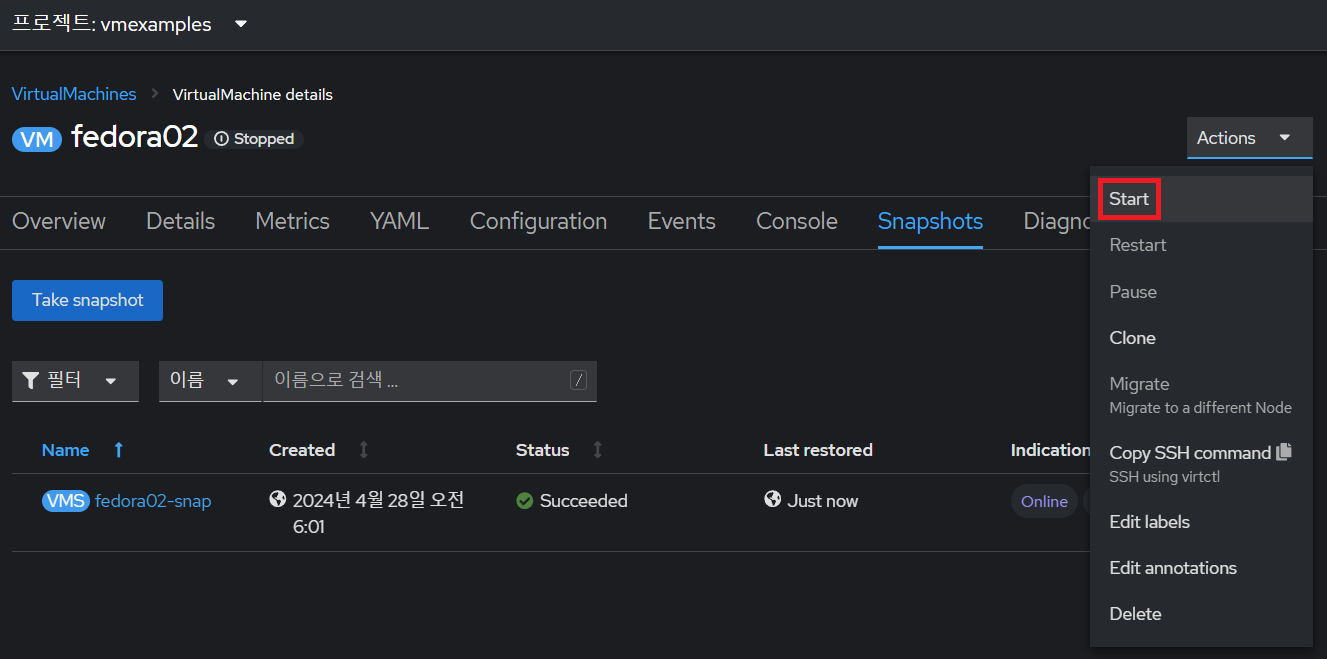 프로젝트: vmexamples
VirtualMachines
VirtualMachine details
VM fedora02 Stopped
Actions
Overview Details Metrics YAML Configuration Events Console Snapshots Diagno
Start
Restart
Pause
Clone
Migrate
Migrate to a different Node
Copy SSH command
SSH using virtctl
Edit labels
Edit annotations
Delete
Take snapshot
필터 이름 이름으로 검색 ... /
Name Created Status Last restored Indication
VMS fedora02-snap 2024년 4월 28일 오전 Succeeded Just now Online
6:01